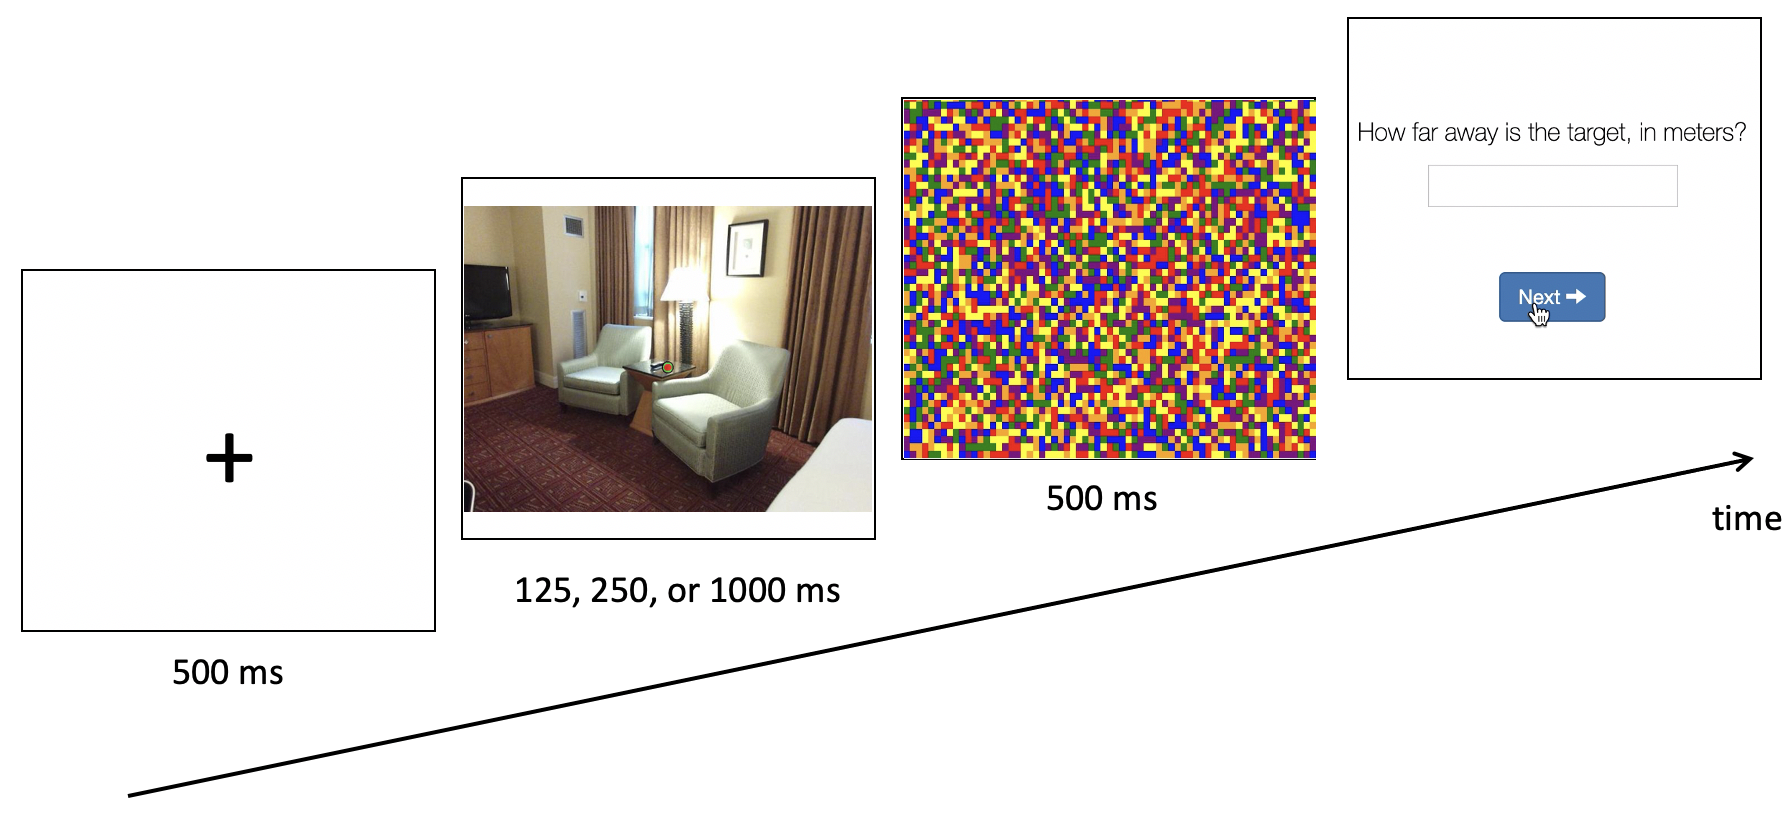 +
500 ms
125, 250, or 1000 ms
500 ms
How far away is the target, in meters?
Next
time